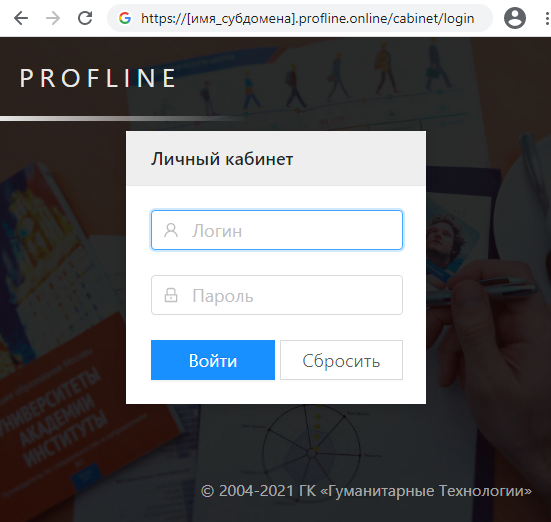 https://[имя_субдомена].profline.online/cabinet/login
PROFLINE
Личный кабинет
Логин
Пароль
Войти
Сбросить
УНИВЕРСИТЕТЫ
АКАДЕМИИ
ИНСТИТУТЫ
© 2004-2021 ГК «Гуманитарные Технологии»